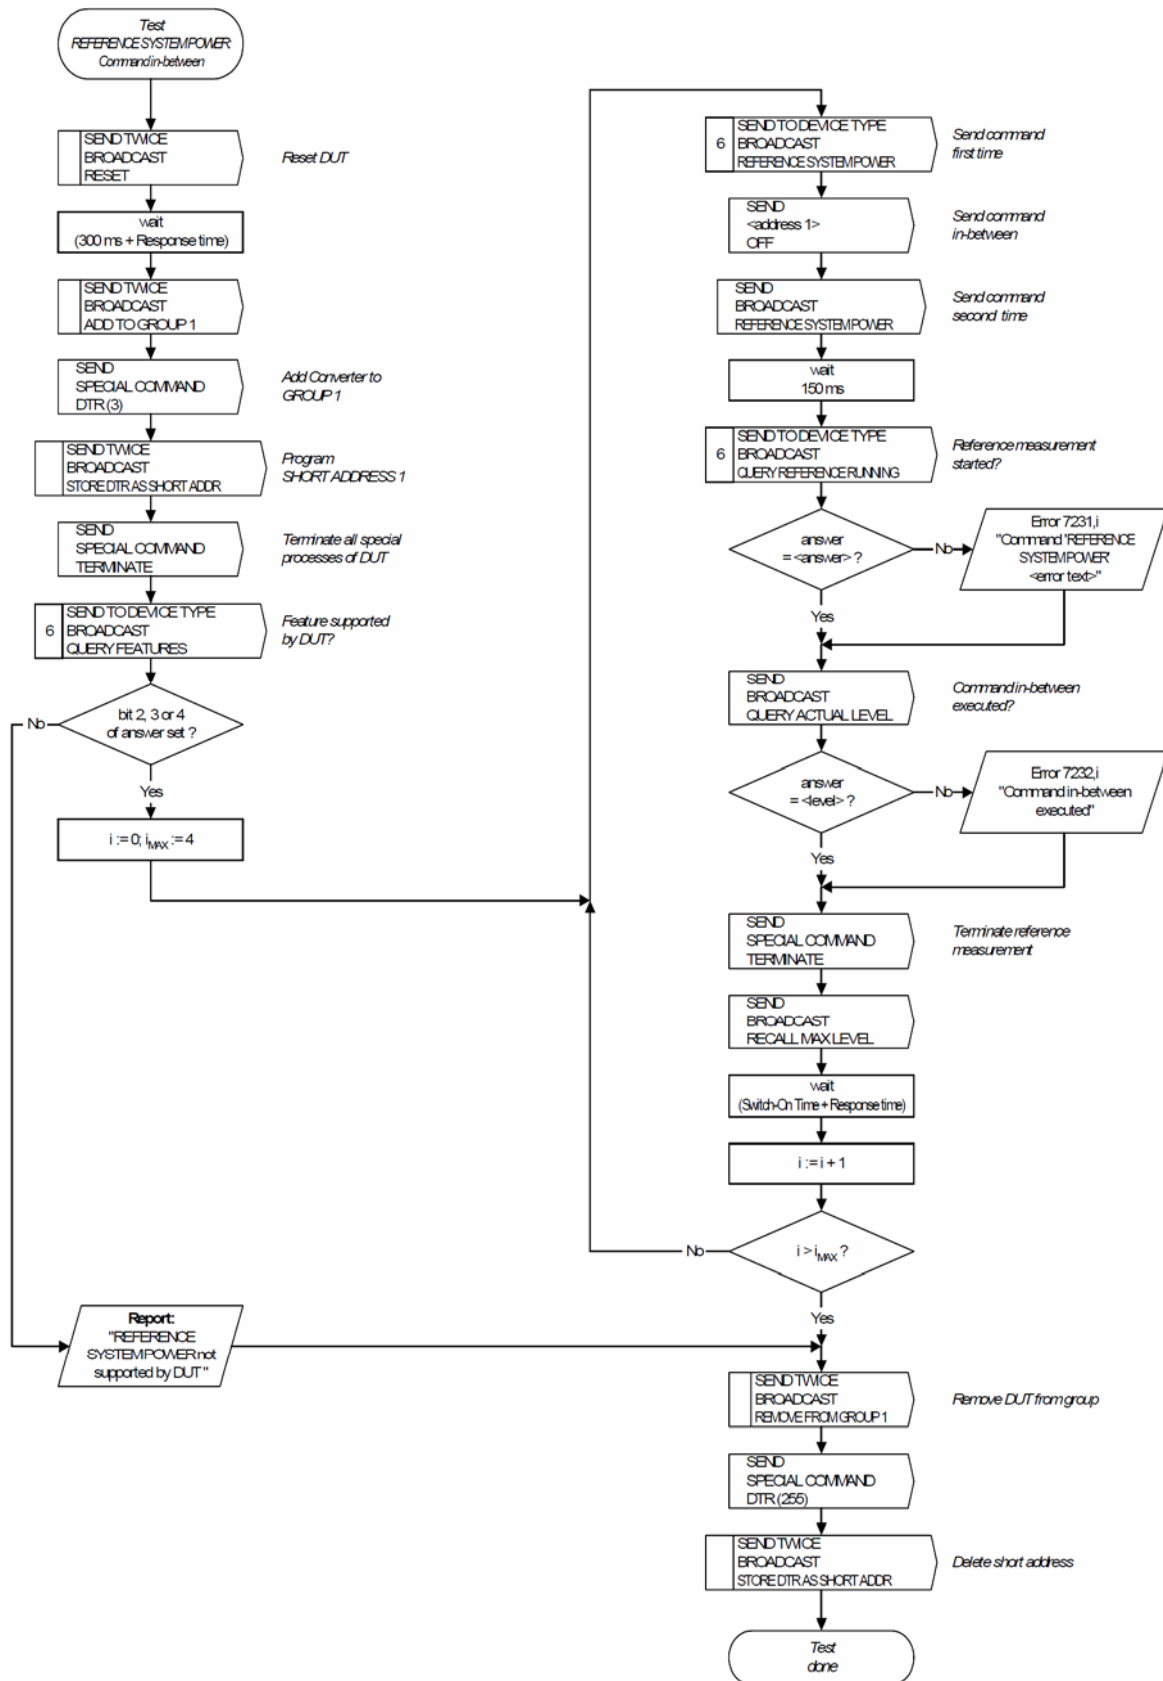 Test
REFERENCE SYSTEM POWER:
Command in-between
SEND TWICE
BROADCAST
RESET
Reset DUT
wait
(300 ms + Response time)
SEND TWICE
BROADCAST
ADD TO GROUP 1
SEND
SPECIAL COMMAND
DTR (3)
Add Converter to
GROUP 1
SEND TWICE
BROADCAST
STORE DTR AS SHORT ADDR
Program
SHORT ADDRESS 1
SEND
SPECIAL COMMAND
TERMINATE
Terminate all special
processes of DUT
6
SEND TO DEVICE TYPE
BROADCAST
QUERY FEATURES
Feature supported
by DUT?
bit 2, 3 or 4
of answer set ?
No
Yes
i := 0; iMAX := 4
Report:
"REFERENCE
SYSTEM POWER not
supported by DUT"
6
SEND TO DEVICE TYPE
BROADCAST
REFERENCE SYSTEM POWER
Send command
first time
SEND
<address 1>
OFF
Send command
in-between
SEND
BROADCAST
REFERENCE SYSTEM POWER
Send command
second time
wait
150 ms
6
SEND TO DEVICE TYPE
BROADCAST
QUERY REFERENCE RUNNING
Reference measurement
started?
answer
= <answer> ?
No
Error 7231,i
"Command 'REFERENCE
SYSTEM POWER'
<error text>"
Yes
SEND
BROADCAST
QUERY ACTUAL LEVEL
Command in-between
executed?
answer
= <level> ?
No
Error 7232,i
"Command in-between
executed"
Yes
SEND
SPECIAL COMMAND
TERMINATE
Terminate reference
measurement
SEND
BROADCAST
RECALL MAX LEVEL
wait
(Switch-On Time + Response time)
i := i + 1
i > iMAX ?
No
Yes
SEND TWICE
BROADCAST
REMOVE FROM GROUP 1
Remove DUT from group
SEND
SPECIAL COMMAND
DTR (255)
SEND TWICE
BROADCAST
STORE DTR AS SHORT ADDR
Delete short address
Test
done